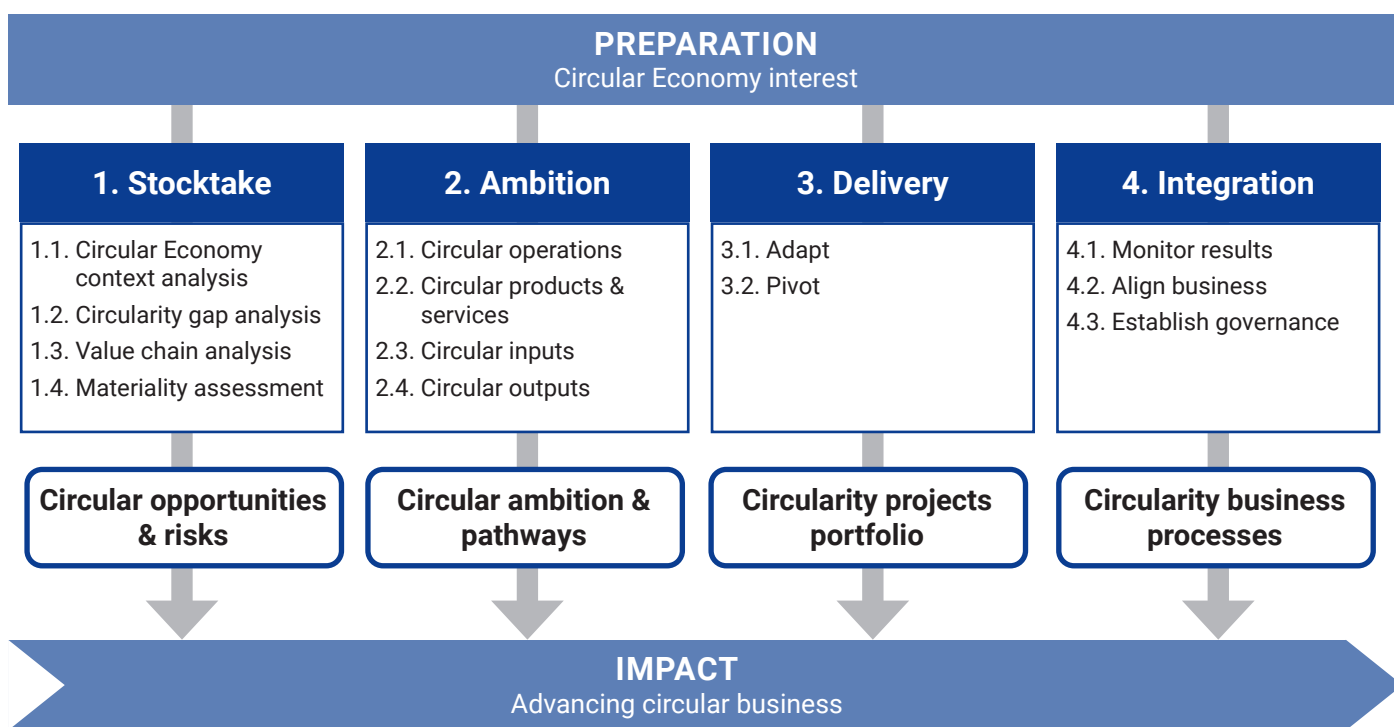 PREPARATION
Circular Economy interest
1. Stocktake
1.1. Circular Economy
context analysis
1.2. Circularity gap analysis
1.3. Value chain analysis
1.4. Materiality assessment
Circular opportunities
& risks
2. Ambition
2.1. Circular operations
2.2. Circular products &
services
2.3. Circular inputs
2.4. Circular outputs
Circular ambition &
pathways
3. Delivery
3.1. Adapt
3.2. Pivot
Circularity projects
portfolio
4. Integration
4.1. Monitor results
4.2. Align business
4.3. Establish governance
Circularity business
processes
IMPACT
Advancing circular business